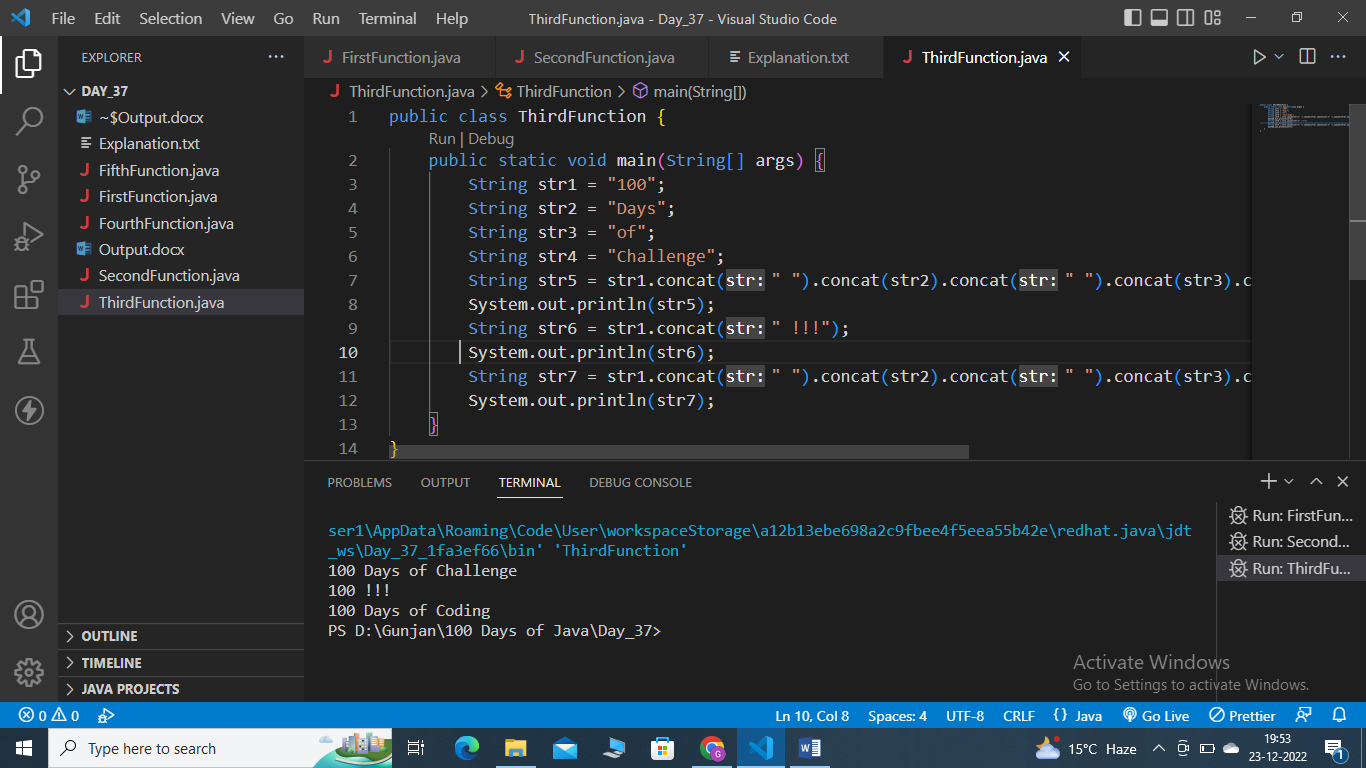 File Edit Selection View Go Run Terminal Help ThirdFunction.java - Day_37 - Visual Studio Code
EXPLORER ···
DAY_37
~$Output.docx
Explanation.txt
FifthFunction.java
FirstFunction.java
FourthFunction.java
Output.docx
SecondFunction.java
ThirdFunction.java
OUTLINE
TIMELINE
JAVA PROJECTS
FirstFunction.java SecondFunction.java Explanation.txt ThirdFunction.java
ThirdFunction.java > ThirdFunction > main(String[])
1 public class ThirdFunction {
Run | Debug
2 public static void main(String[] args) {
3 String str1 = "100";
4 String str2 = "Days";
5 String str3 = "of";
6 String str4 = "Challenge";
7 String str5 = str1.concat(str: " ").concat(str2).concat(str: " ").concat(str3).c
8 System.out.println(str5);
9 String str6 = str1.concat(str: " !!!");
10 System.out.println(str6);
11 String str7 = str1.concat(str: " ").concat(str2).concat(str: " ").concat(str3).c
12 System.out.println(str7);
13 }
14 }
PROBLEMS OUTPUT TERMINAL DEBUG CONSOLE
ser1\AppData\Roaming\Code\User\workspaceStorage\a12b13ebe698a2c9fbee4f5eea55b42e\redhat.java\jdt
_ws\Day_37_1fa3ef66\bin' 'ThirdFunction'
100 Days of Challenge
100 !!!
100 Days of Coding
PS D:\Gunjan\100 Days of Java\Day_37>
Run: FirstFun...
Run: Second...
Run: ThirdFu...
Activate Windows
Go to Settings to activate Windows.
0 0 Ln 10, Col 8 Spaces: 4 UTF-8 CRLF {} Java Go Live Prettier
Type here to search
G
W
15°C Haze
19:53
23-12-2022
1